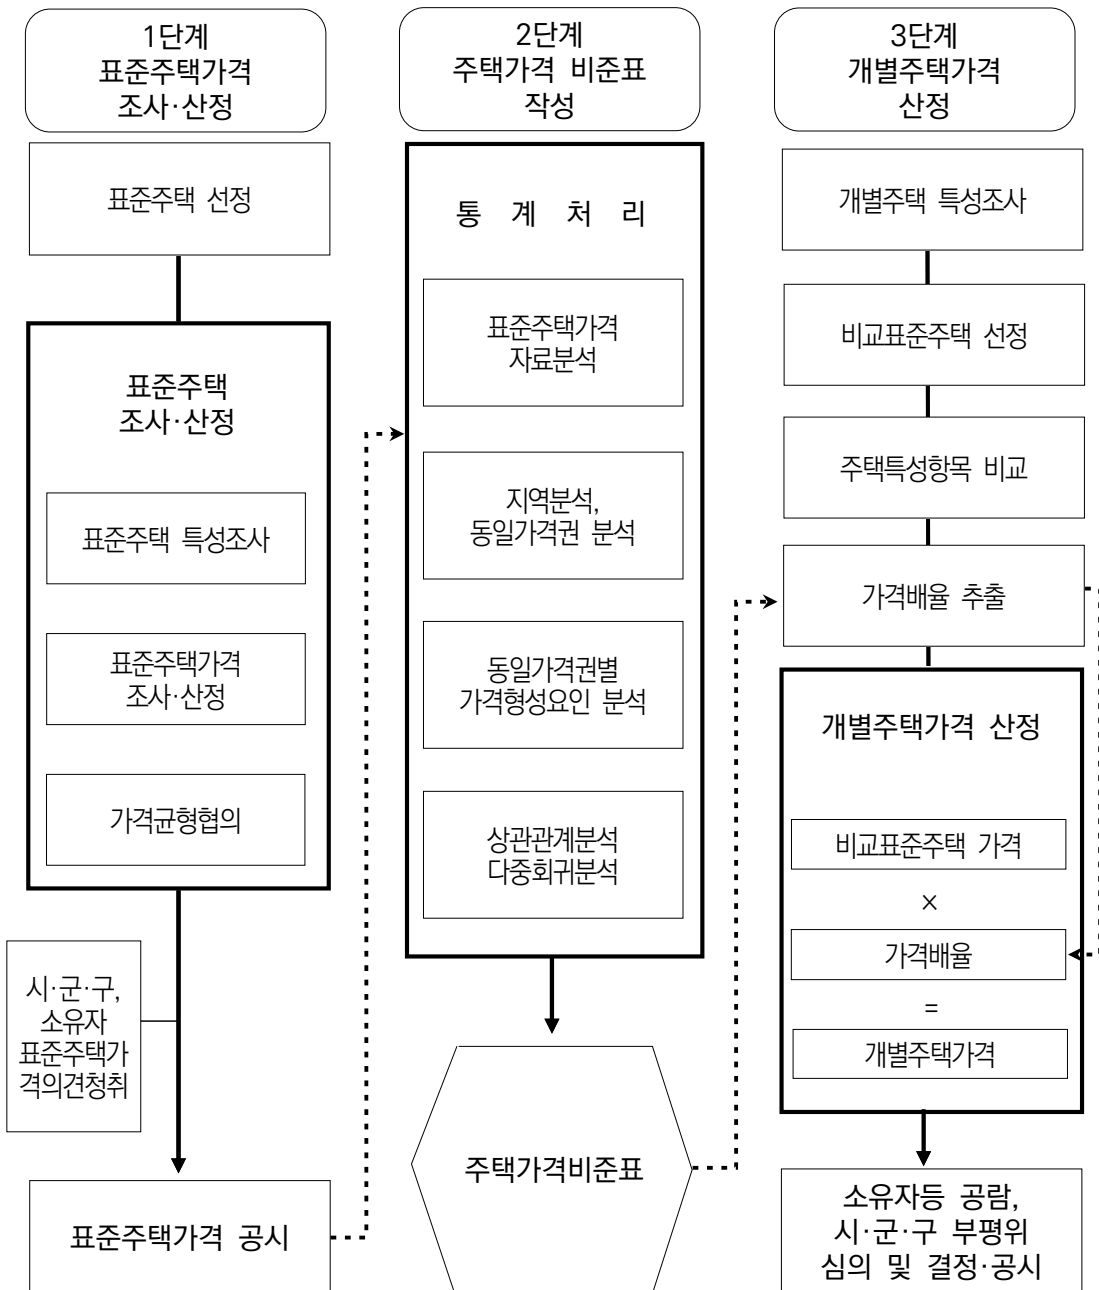 1단계
표준주택가격
조사·산정
표준주택 선정
표준주택
조사·산정
표준주택 특성조사
표준주택가격
조사·산정
가격균형협의
시·군·구,
소유자
표준주택가
격의견청취
표준주택가격 공시
2단계
주택가격 비준표
작성
통 계 처 리
표준주택가격
자료분석
지역분석,
동일가격권 분석
동일가격권별
가격형성요인 분석
상관관계분석
다중회귀분석
주택가격비준표
3단계
개별주택가격
산정
개별주택 특성조사
비교표준주택 선정
주택특성항목 비교
가격배율 추출
개별주택가격 산정
비교표준주택 가격
×
가격배율
=
개별주택가격
소유자등 공람,
시·군·구 부평위
심의 및 결정·공시